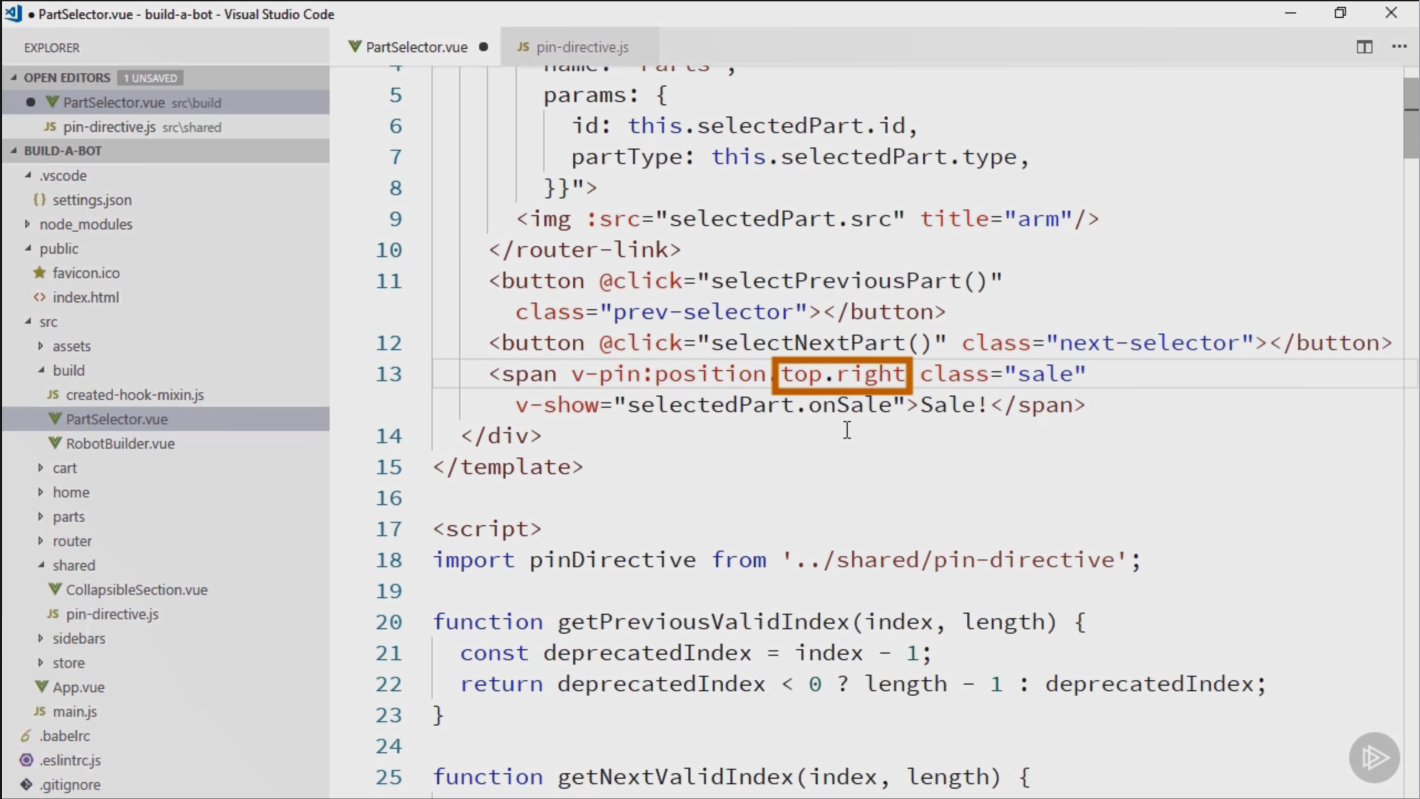 ● PartSelector.vue - build-a-bot - Visual Studio Code
EXPLORER
PartSelector.vue ●
JS pin-directive.js
OPEN EDITORS 1 UNSAVED
● PartSelector.vue src\build
JS pin-directive.js src\shared
BUILD-A-BOT
.vscode
{} settings.json
node_modules
public
favicon.ico
<> index.html
src
assets
build
JS created-hook-mixin.js
PartSelector.vue
RobotBuilder.vue
cart
home
parts
router
shared
CollapsibleSection.vue
JS pin-directive.js
sidebars
store
App.vue
JS main.js
6 .babelrc
.eslintrc.js
.gitignore
4 name: 'Parts',
5 params: {
6 id: this.selectedPart.id,
7 partType: this.selectedPart.type,
8 }}">
9 <img :src="selectedPart.src" title="arm"/>
10 </router-link>
11 <button @click="selectPreviousPart()"
class="prev-selector"></button>
12 <button @click="selectNextPart()" class="next-selector"></button>
13 <span v-pin:position.top.right class="sale"
v-show="selectedPart.onSale">Sale!</span>
14 </div>
15 </template>
16
17 <script>
18 import pinDirective from '../shared/pin-directive';
19
20 function getPreviousValidIndex(index, length) {
21 const deprecatedIndex = index - 1;
22 return deprecatedIndex < 0 ? length - 1 : deprecatedIndex;
23 }
24
25 function getNextValidIndex(index, length) {